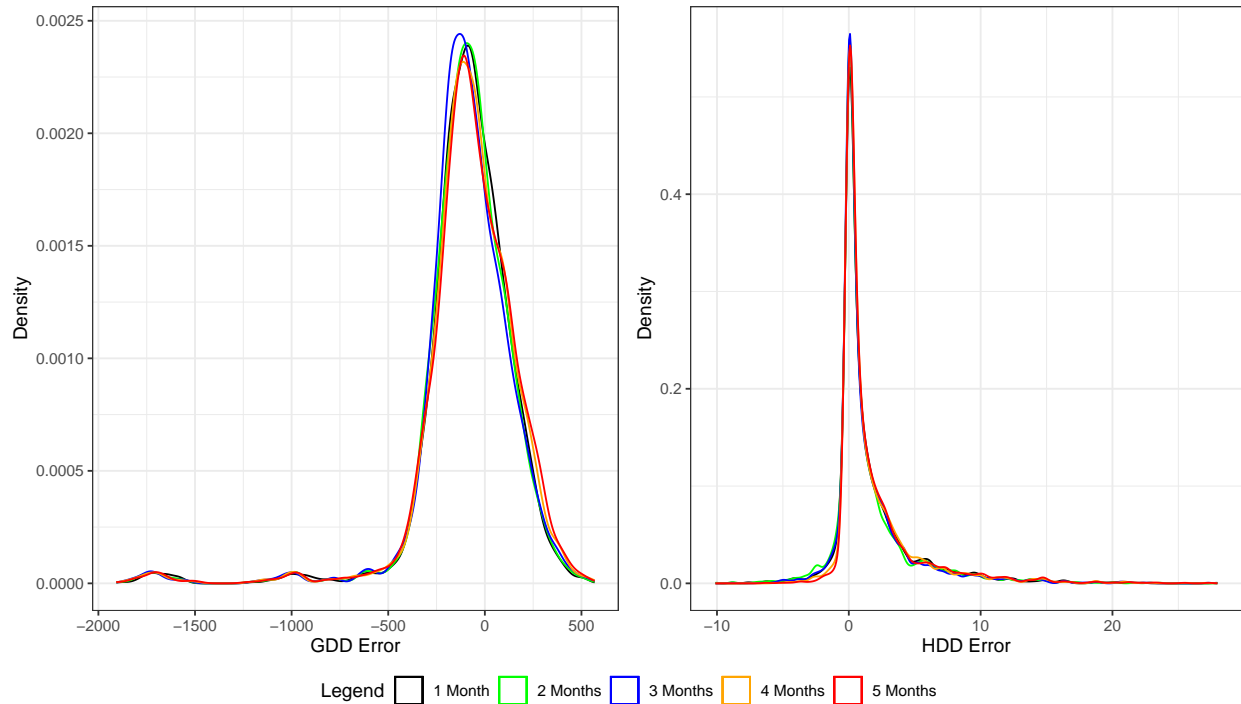 0.0025
0.0020
0.0015
0.0010
0.0005
0.0000
Density
−2000 −1500 −1000 −500 0 500
GDD Error
0.4
0.2
0.0
Density
−10 0 10 20
HDD Error
Legend 1 Month 2 Months 3 Months 4 Months 5 Months